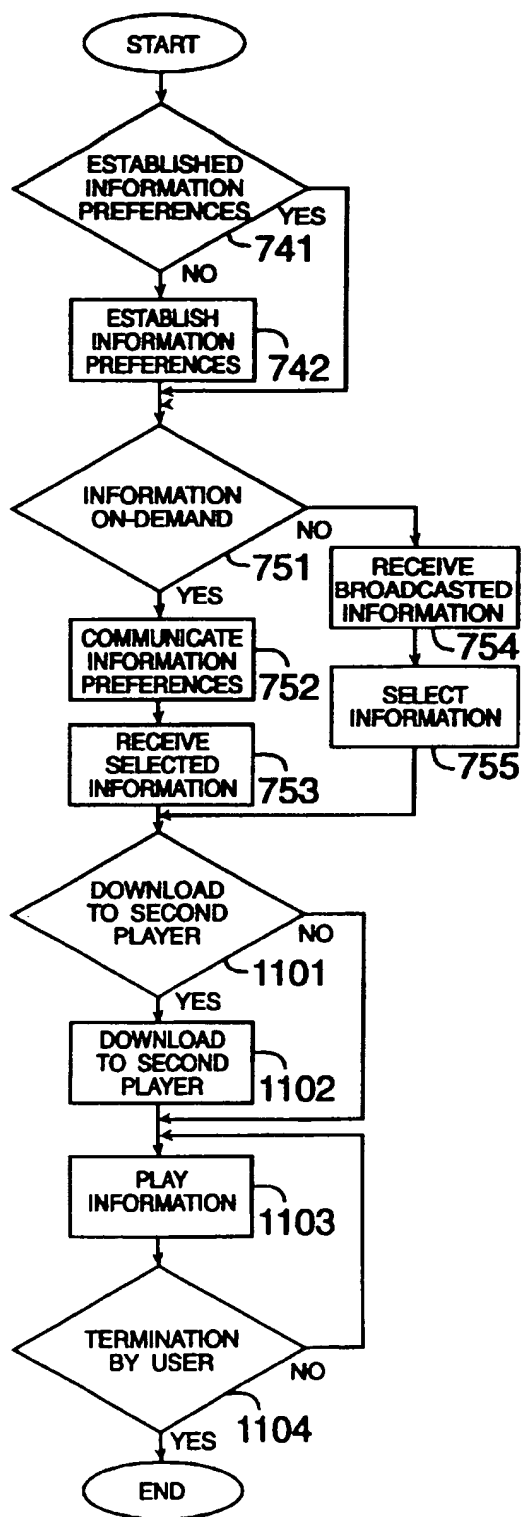 START
ESTABLISHED
INFORMATION
PREFERENCES
YES
741
NO
ESTABLISH
INFORMATION
PREFERENCES
742
INFORMATION
ON-DEMAND
NO
751
YES
RECEIVE
BROADCASTED
INFORMATION
754
COMMUNICATE
INFORMATION
PREFERENCES
752
SELECT
INFORMATION
755
RECEIVE
SELECTED
INFORMATION
753
DOWNLOAD
TO SECOND
PLAYER
NO
1101
YES
DOWNLOAD
TO SECOND
PLAYER
1102
PLAY
INFORMATION
1103
TERMINATION
BY USER
NO
1104
YES
END